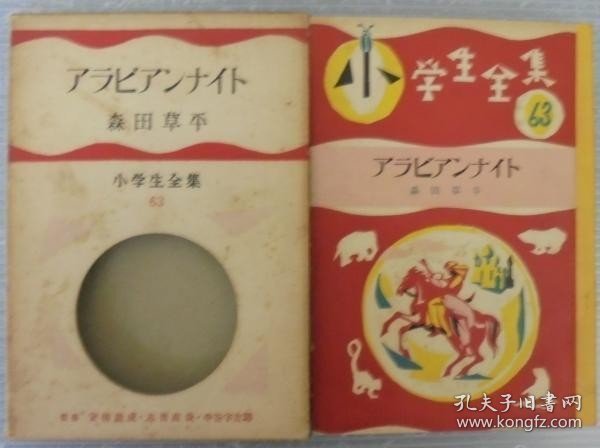 アラビアンナイト
森田草平
小学生全集
63
小学生全集
63
アラビアンナイト
森田草平
孔夫子旧书网
www.kongfz.com